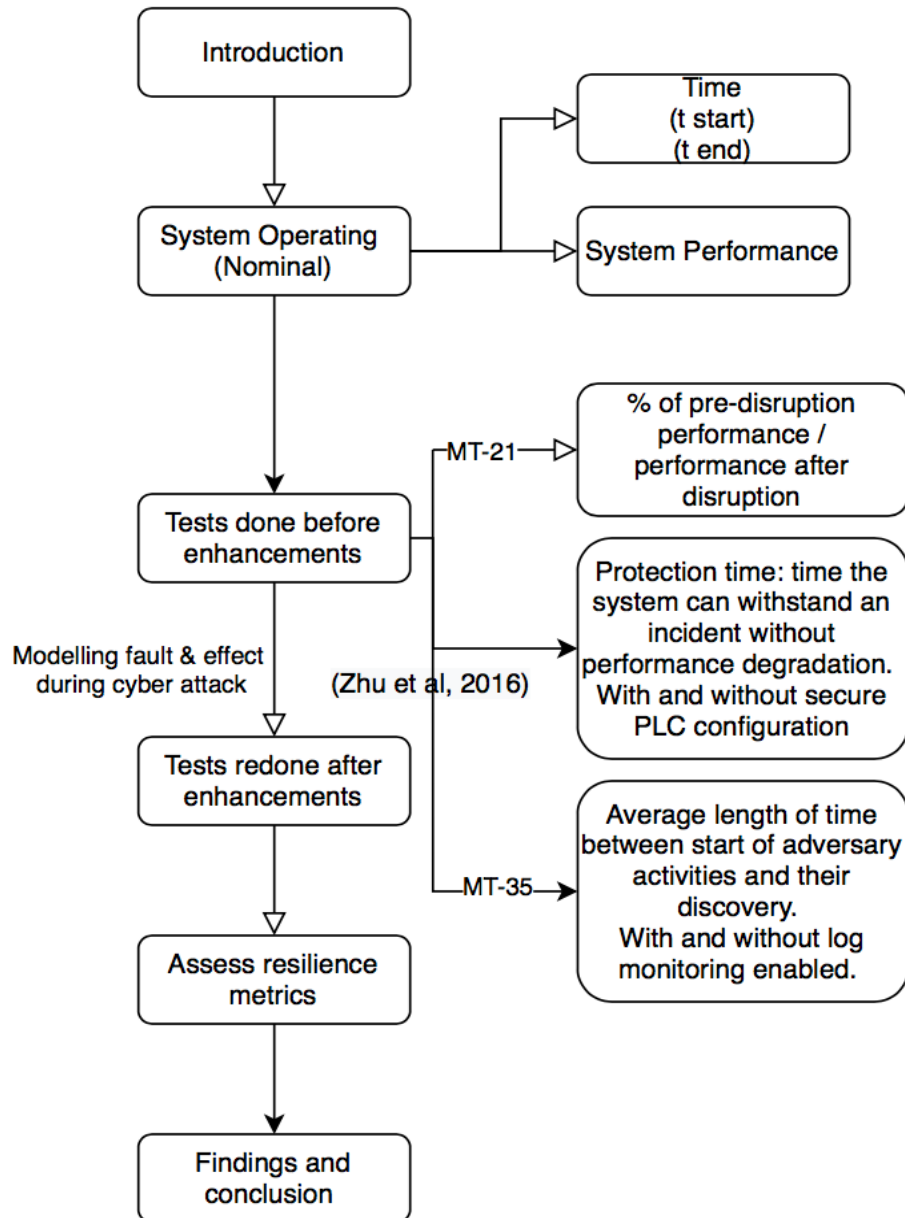 Introduction
Time
(t start)
(t end)
System Operating
(Nominal)
System Performance
% of pre-disruption
performance /
performance after
disruption
MT-21
Tests done before
enhancements
Protection time: time the
system can withstand an
incident without
performance degradation.
With and without secure
PLC configuration
Modelling fault & effect
during cyber attack
(Zhu et al, 2016)
Tests redone after
enhancements
Average length of time
between start of adversary
activities and their
discovery.
With and without log
monitoring enabled.
MT-35
Assess resilience
metrics
Findings and
conclusion